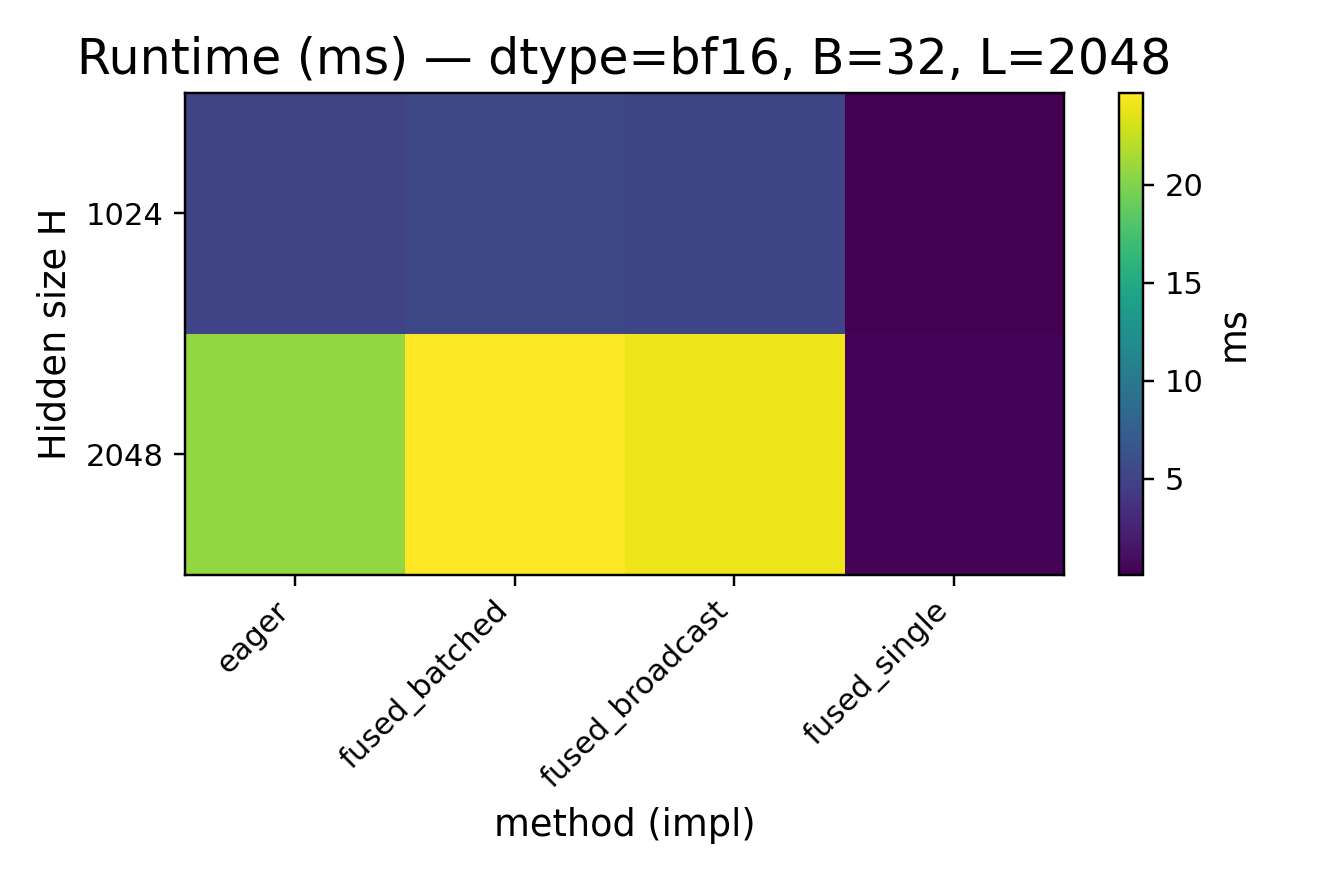 Runtime (ms) — dtype=bf16, B=32, L=2048
Hidden size H
1024
2048
20
15
10
5
ms
eager
fused_batched
fused_broadcast
fused_single
method (impl)